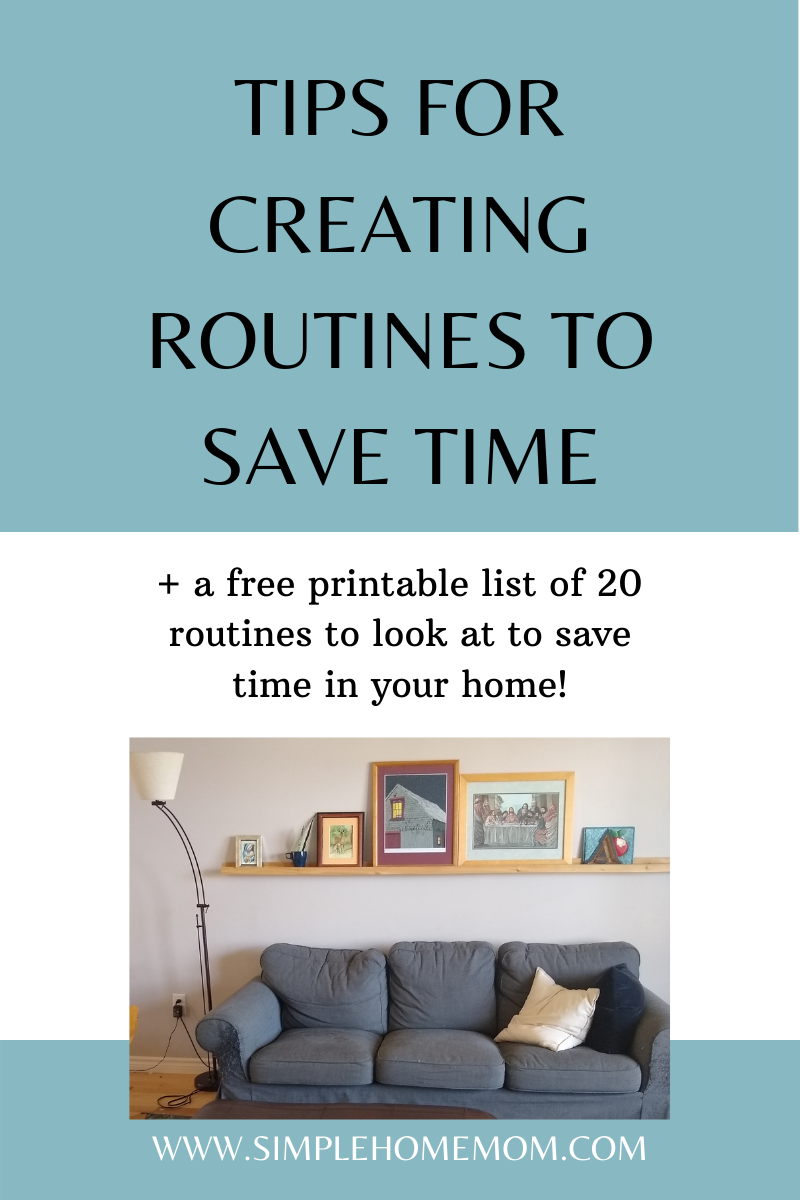 TIPS FOR
CREATING
ROUTINES TO
SAVE TIME
+ a free printable list of 20
routines to look at to save
time in your home!
WWW.SIMPLEHOMEMOM.COM